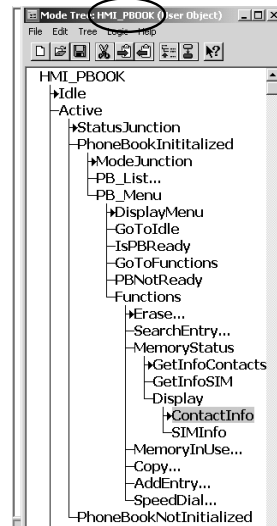 Mode Tree: HMI_PBOOK (User Object)
File Edit Tree Logic Help
HMI_PBOOK
Idle
Active
StatusJunction
PhoneBookInititalized
ModeJunction
PB_List...
PB_Menu
DisplayMenu
GoToIdle
IsPBReady
GoToFunctions
PBNotReady
Functions
Erase...
SearchEntry...
MemoryStatus
GetInfoContacts
GetInfoSIM
Display
ContactInfo
SIMInfo
MemoryInUse...
Copy...
AddEntry...
SpeedDial...
PhoneBookNotInitialized